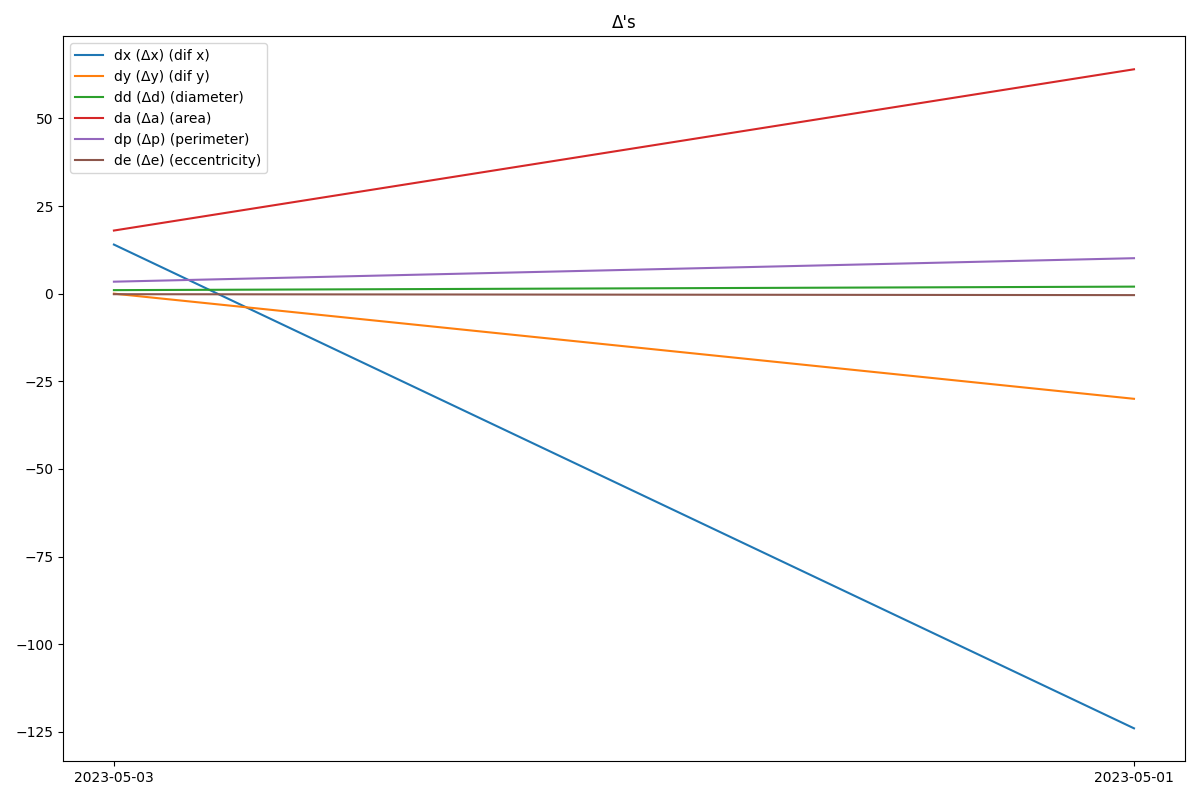 Δ's
dx (Δx) (dif x)
dy (Δy) (dif y)
dd (Δd) (diameter)
da (Δa) (area)
dp (Δp) (perimeter)
de (Δe) (eccentricity)
50
25
0
−25
−50
−75
−100
−125
2023-05-03
2023-05-01